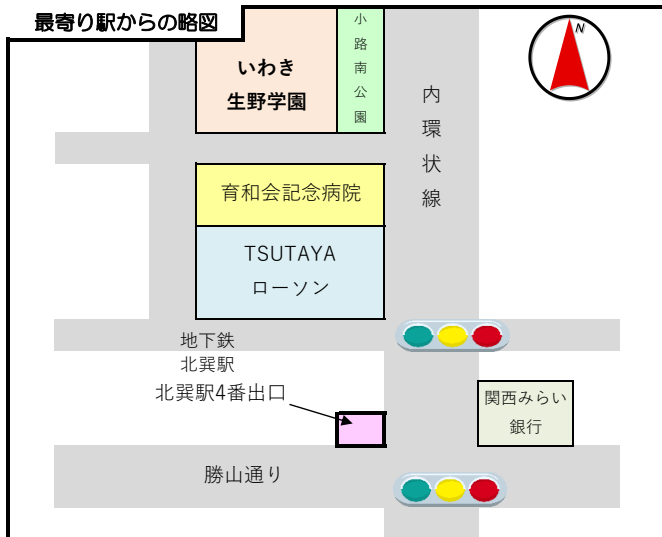 最寄り駅からの略図
小路南公園
N
いわき
生野学園
内環状線
育和会記念病院
TSUTAYA
ローソン
地下鉄
北巽駅
北巽駅4番出口
関西みらい
銀行
勝山通り